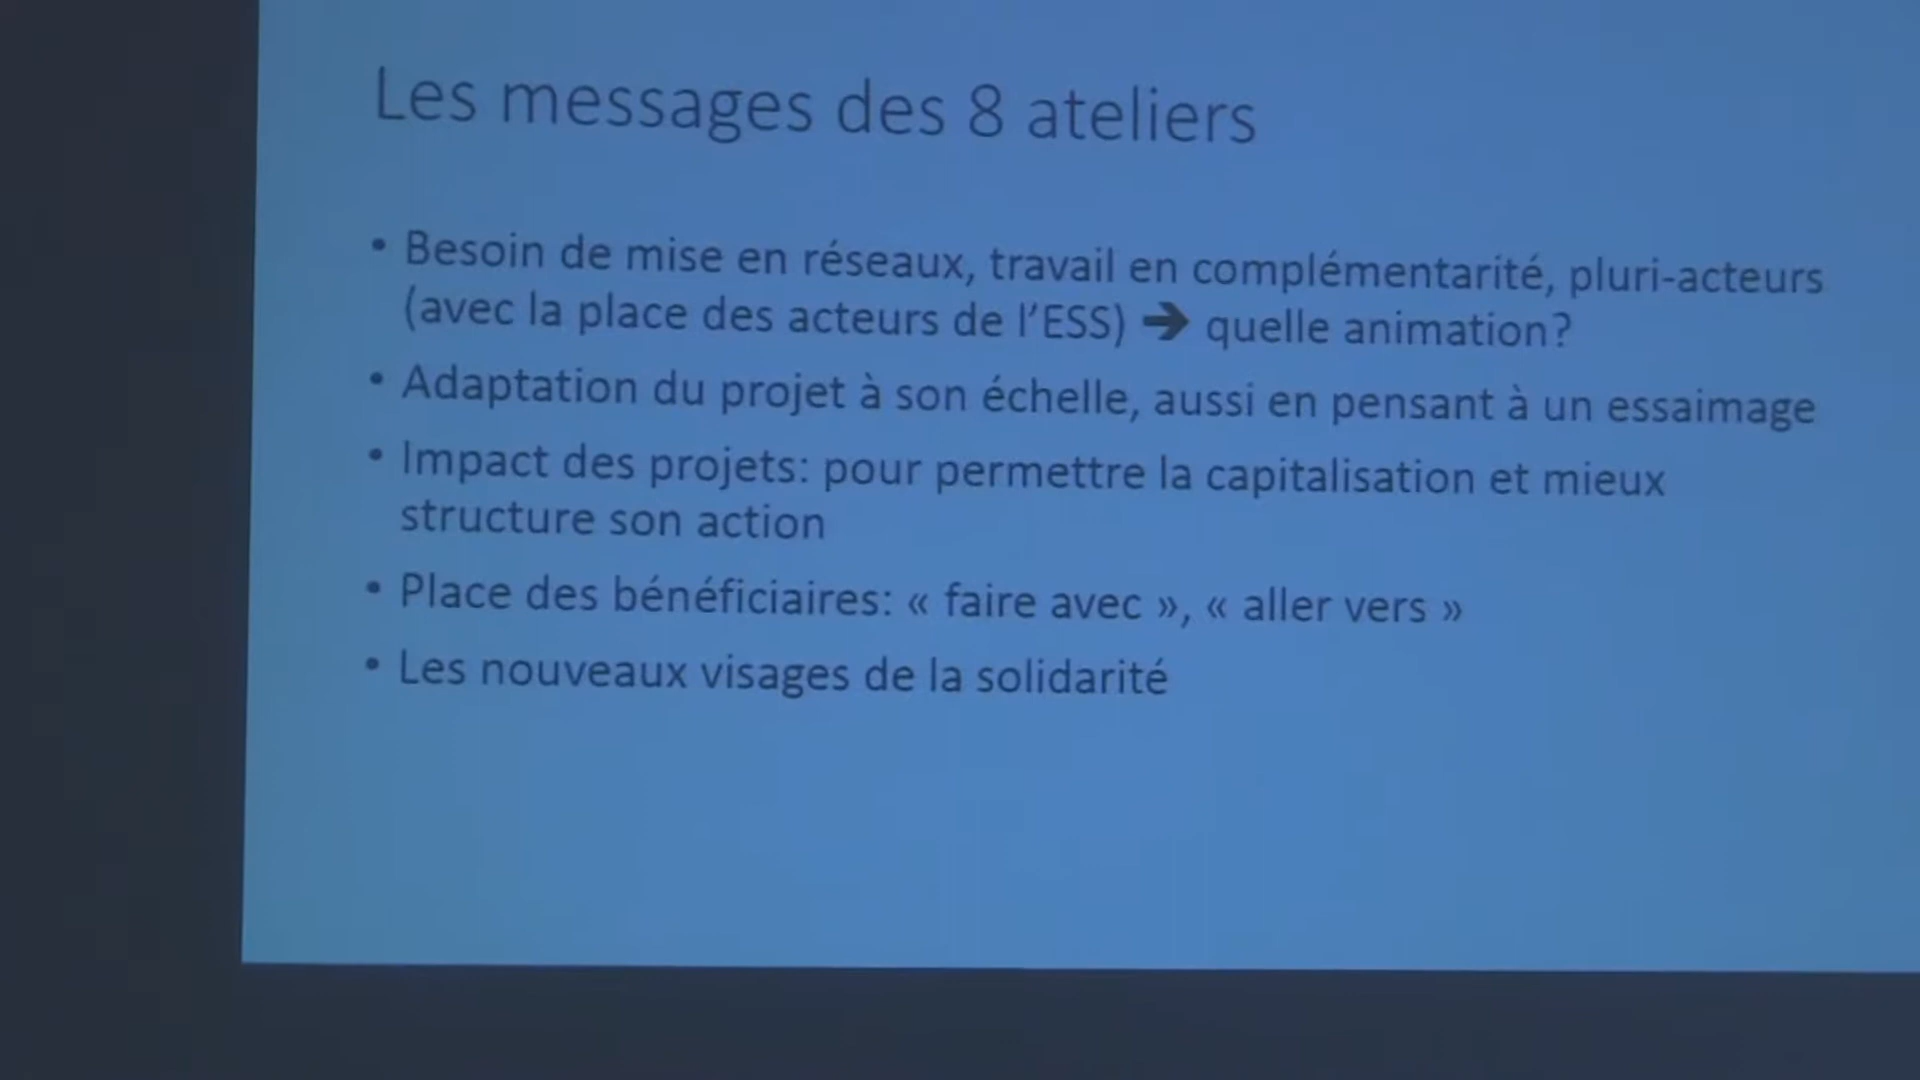 Les messages des 8 ateliers
• Besoin de mise en réseaux, travail en complémentarité, pluri-acteurs
(avec la place des acteurs de l’ESS) ➔ quelle animation?
• Adaptation du projet à son échelle, aussi en pensant à un essaimage
• Impact des projets: pour permettre la capitalisation et mieux
structure son action
• Place des bénéficiaires: « faire avec », « aller vers »
• Les nouveaux visages de la solidarité